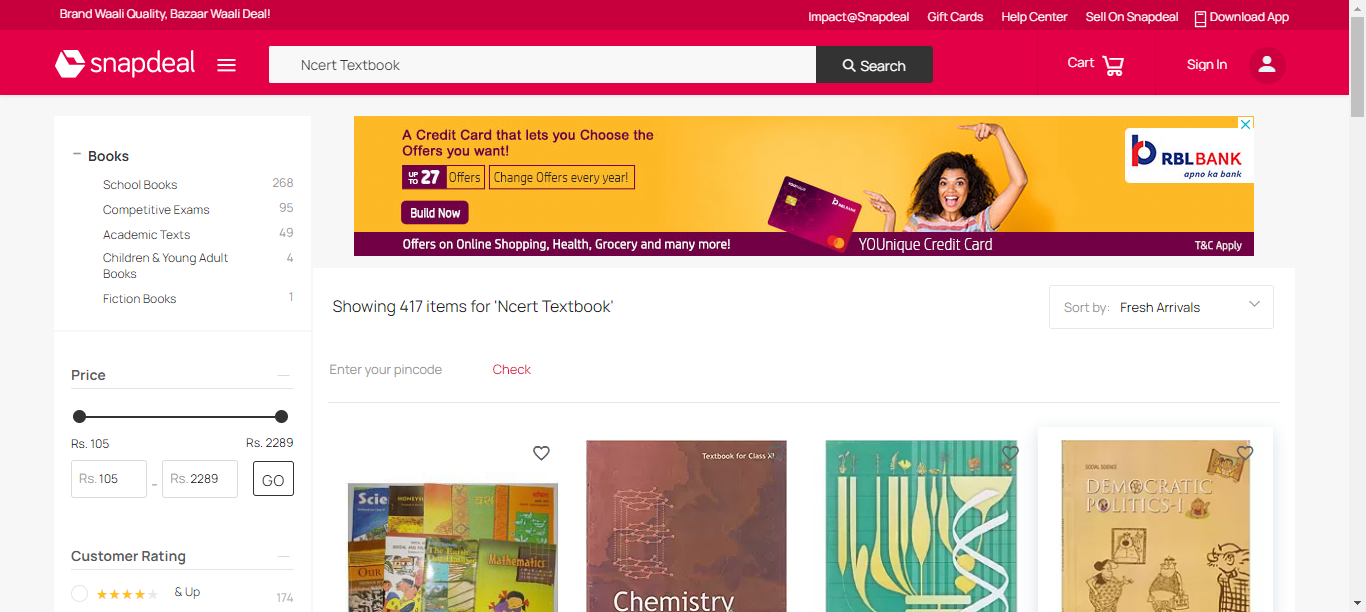 Brand Waali Quality, Bazaar Waali Deal!
Impact@Snapdeal Gift Cards Help Center Sell On Snapdeal Download App
snapdeal
Ncert Textbook
Search
Cart
Sign In
Books
School Books 268
Competitive Exams 95
Academic Texts 49
Children & Young Adult
Books 4
Fiction Books 1
Price
Rs. 105 Rs. 2289
Rs. 105 - Rs. 2289 GO
Customer Rating
& Up 174
A Credit Card that lets you Choose the
Offers you want!
UP TO 27 Offers Change Offers every year!
Build Now
Offers on Online Shopping, Health, Grocery and many more!
YOUnique Credit Card
T&C Apply
RBLBANK
apno ka bank
Showing 417 items for 'Ncert Textbook'
Sort by: Fresh Arrivals
Enter your pincode Check
Mathematics
Textbook for Class XI
Chemistry
SOCIAL SCIENCE
DEMOCRATIC
POLITICS-I